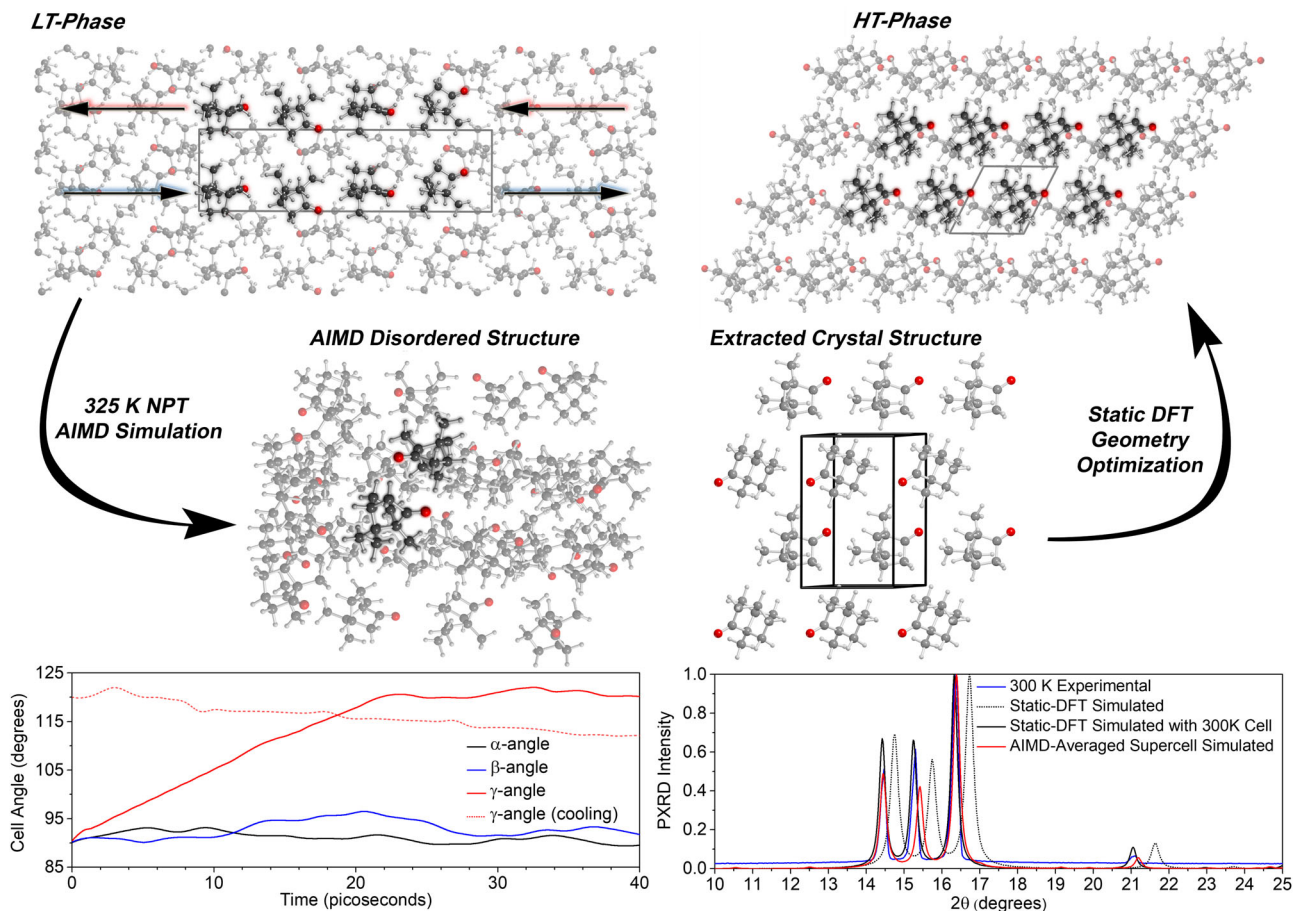 LT-Phase
HT-Phase
AIMD Disordered Structure
Extracted Crystal Structure
325 K NPT
AIMD Simulation
Static DFT
Geometry
Optimization
Cell Angle (degrees)
125
115
105
95
85
0
10
20
30
40
Time (picoseconds)
α-angle
β-angle
γ-angle
γ-angle (cooling)
PXRD Intensity
1.0
0.8
0.6
0.4
0.2
0.0
10
11
12
13
14
15
16
17
18
19
20
21
22
23
24
25
2θ (degrees)
300 K Experimental
Static-DFT Simulated
Static-DFT Simulated with 300K Cell
AIMD-Averaged Supercell Simulated